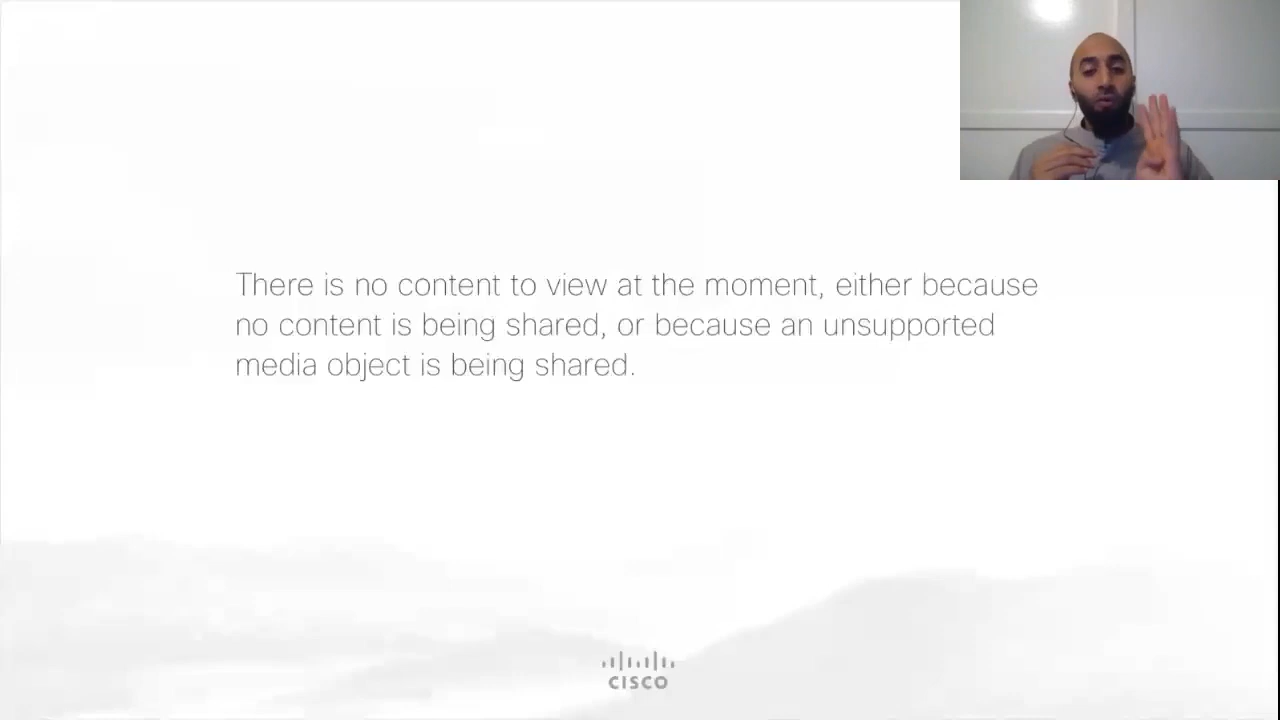 There is no content to view at the moment, either because
no content is being shared, or because an unsupported
media object is being shared.
CISCO